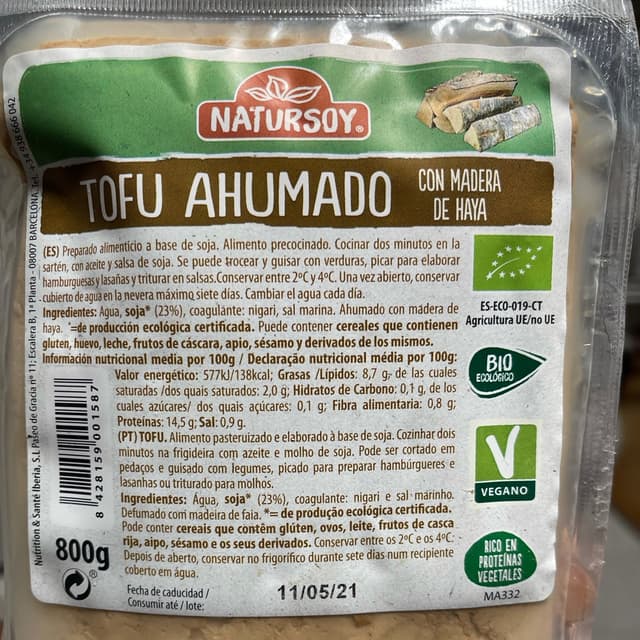 NATURSOY®
TOFU AHUMADO
CON MADERA
DE HAYA
(ES) Preparado alimenticio a base de soja. Alimento precocinado. Cocinar dos minutos en la
sartén, con aceite y salsa de soja. Se puede trocear y guisar con verduras, picar para elaborar
hamburguesas y lasañas y triturar en salsas.Conservar entre 2ºC y 4ºC. Una vez abierto, conservar
cubierto de agua en la nevera máximo siete días. Cambiar el agua cada día.
Ingredientes: Agua, soja* (23%), coagulante: nigari, sal marina. Ahumado con madera de
haya. *=de producción ecológica certificada. Puede contener cereales que contienen
gluten, huevo, leche, frutos de cáscara, apio, sésamo y derivados de los mismos.
Información nutricional media por 100g / Declaração nutricional média por 100g:
Valor energético: 577kJ/138kcal; Grasas /Lípidos: 8,7 g, de las cuales
saturadas /dos quais saturados: 2,0 g; Hidratos de Carbono: 0,1 g, de los
cuales azúcares/ dos quais açúcares: 0,1 g; Fibra alimentaria: 0,8 g;
Proteínas: 14,5 g; Sal: 0,9 g.
(PT) TOFU. Alimento pasteurizado e elaborado à base de soja. Cozinhar dois
minutos na frigideira com azeite e molho de soja. Pode ser cortado em
pedaços e guisado com legumes, picado para preparar hambúrgueres e
lasanhas ou triturado para molhos.
Ingredientes: Água, soja* (23%), coagulante: nigari e sal marinho.
Defumado com madeira de faia. *= de produção ecológica certificada.
Pode conter cereais que contêm glúten, ovos, leite, frutos de casca
rija, aipo, sésamo e os seus derivados. Conservar entre os 2ºC e os 4ºC.
Depois de aberto, conservar no frigorífico durante sete dias num recipiente
coberto em água.
Fecha de caducidad /
Consumir até / lote:
11/05/21
800g
8 428159 001587
Nutrition & Santé Iberia, S.L Paseo de Gracia nº 11; Escalera B, 1ª Planta - 08007 BARCELONA. Tel. +34 938 666 042
ES-ECO-019-CT
Agricultura UE/no UE
BIO
ECOLÓGICO
V
VEGANO
RICO EN
PROTEÍNAS
VEGETALES
MA332